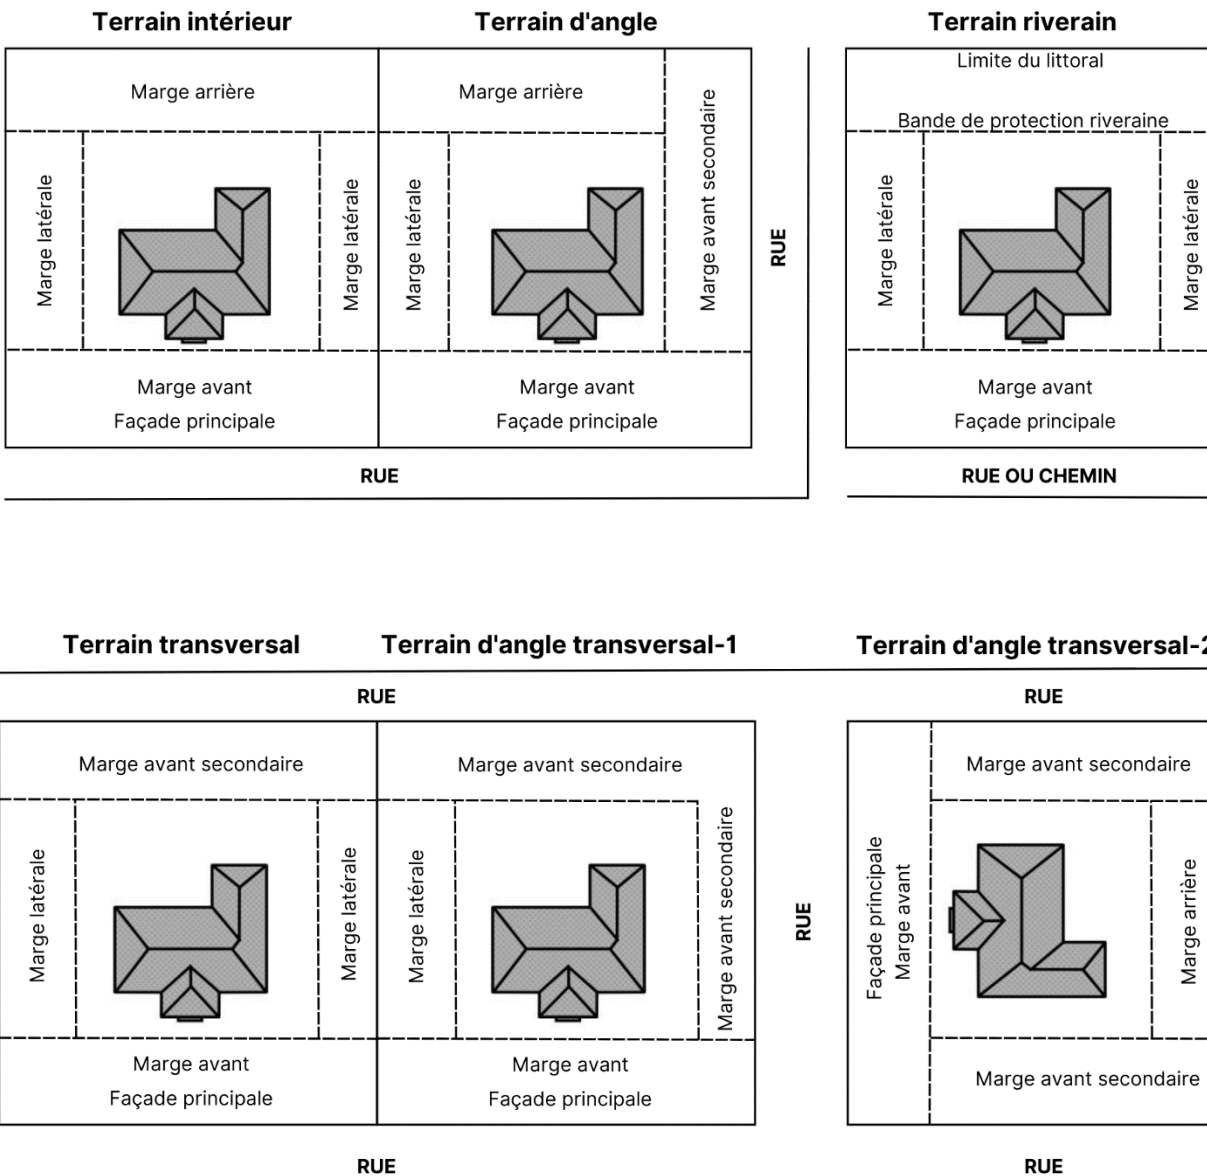 Terrain intérieur
Terrain d'angle
Terrain riverain
Marge arrière
Marge latérale
Marge latérale
Marge avant
Façade principale
Marge arrière
Marge latérale
Marge avant secondaire
Marge avant
Façade principale
RUE
RUE
Limite du littoral
Bande de protection riveraine
Marge latérale
Marge latérale
Marge avant
Façade principale
RUE OU CHEMIN
Terrain transversal
Terrain d'angle transversal-1
Terrain d'angle transversal-2
RUE
RUE
Marge avant secondaire
Marge latérale
Marge latérale
Marge avant
Façade principale
Marge avant secondaire
Marge latérale
Marge avant secondaire
Marge avant
Façade principale
RUE
Façade principale
Marge avant
Marge avant secondaire
Marge arrière
Marge avant secondaire
RUE
RUE